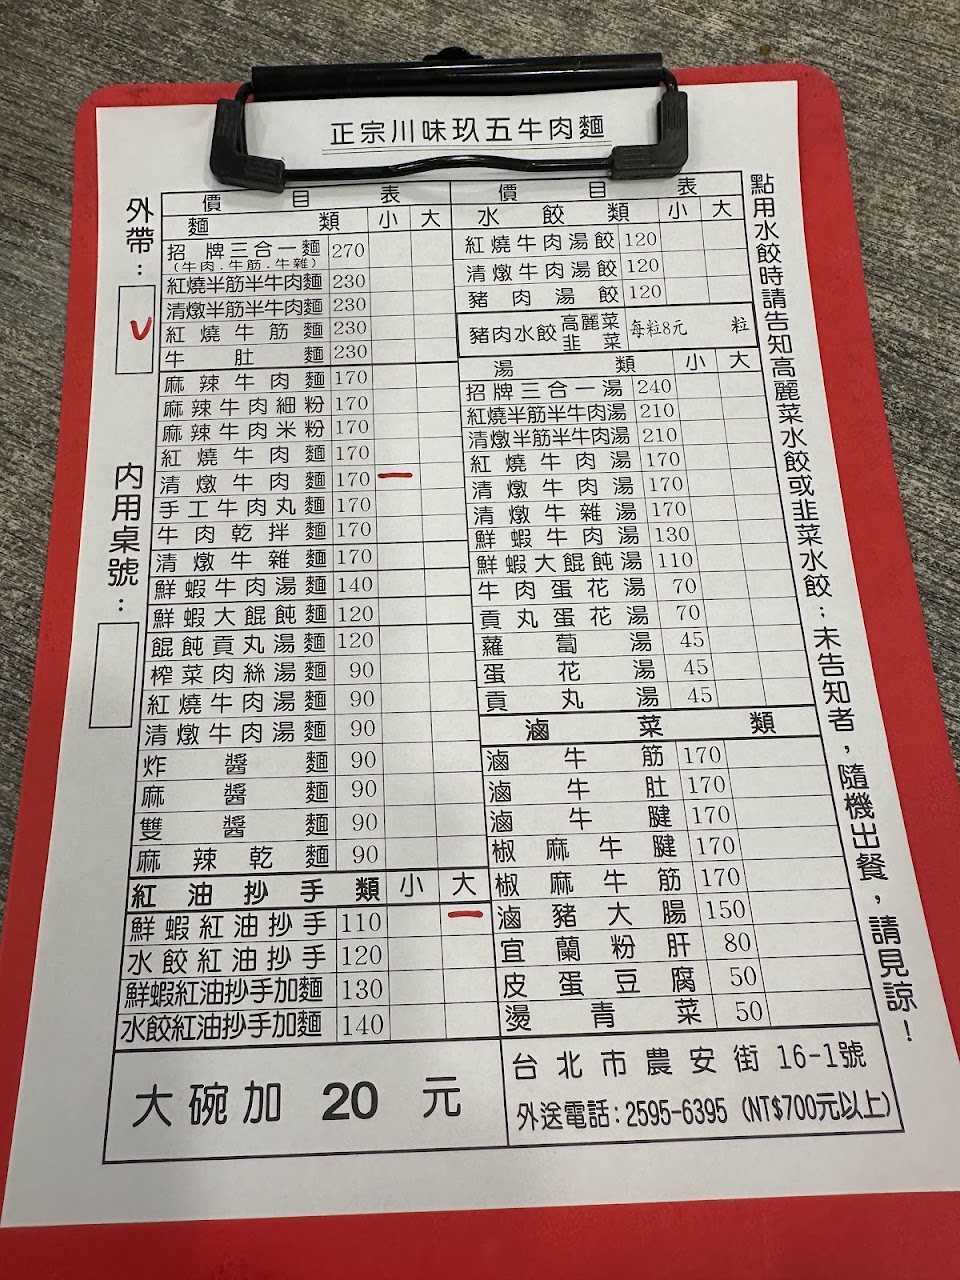 正宗川味玖五牛肉麵
外帶：
V
內用桌號：
價目表
麵類 小 大
招牌三合一麵 270
(牛肉.牛筋.牛雜)
紅燒半筋半牛肉麵 230
清燉半筋半牛肉麵 230
紅燒牛筋麵 230
牛肚麵 230
麻辣牛肉麵 170
麻辣牛肉細粉 170
麻辣牛肉米粉 170
紅燒牛肉麵 170
清燉牛肉麵 170 一
手工牛肉丸麵 170
牛肉乾拌麵 170
清燉牛雜麵 170
鮮蝦牛肉湯麵 140
鮮蝦大餛飩麵 120
餛飩貢丸湯麵 120
榨菜肉絲湯麵 90
紅燒牛肉湯麵 90
清燉牛肉湯麵 90
炸醬麵 90
麻醬麵 90
雙醬麵 90
麻辣乾麵 90
紅油抄手類 小 大
鮮蝦紅油抄手 110 一
水餃紅油抄手 120
鮮蝦紅油抄手加麵 130
水餃紅油抄手加麵 140
大碗加 20 元
價目表
水餃類 小 大
紅燒牛肉湯餃 120
清燉牛肉湯餃 120
豬肉湯餃 120
豬肉水餃 高麗菜 韭菜 每粒8元 粒
湯類 小 大
招牌三合一湯 240
紅燒半筋半牛肉湯 210
清燉半筋半牛肉湯 210
紅燒牛肉湯 170
清燉牛肉湯 170
清燉牛雜湯 170
鮮蝦牛肉湯 130
鮮蝦大餛飩湯 110
牛肉蛋花湯 70
貢丸蛋花湯 70
蘿蔔湯 45
蛋花湯 45
貢丸湯 45
滷菜類
滷牛筋 170
滷牛肚 170
滷牛腱 170
椒麻牛腱 170
椒麻牛筋 170
滷豬大腸 150
宜蘭粉肝 80
皮蛋豆腐 50
燙青菜 50
台北市農安街 16-1號
外送電話：2595-6395 (NT$700元以上)
點用水餃時請告知高麗菜水餃或韭菜水餃；未告知者，隨機出餐，請見諒！